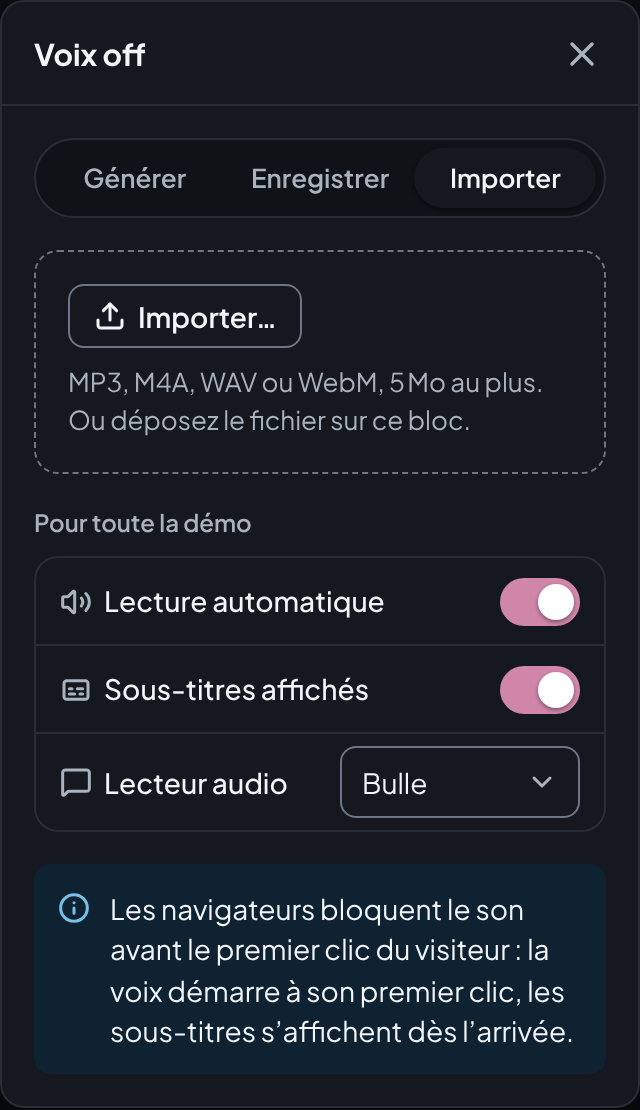 Voix off
Générer
Enregistrer
Importer
Importer...
MP3, M4A, WAV ou WebM, 5 Mo au plus.
Ou déposez le fichier sur ce bloc.
Pour toute la démo
Lecture automatique
Sous-titres affichés
Lecteur audio
Bulle
Les navigateurs bloquent le son
avant le premier clic du visiteur : la
voix démarre à son premier clic, les
sous-titres s’affichent dès l’arrivée.